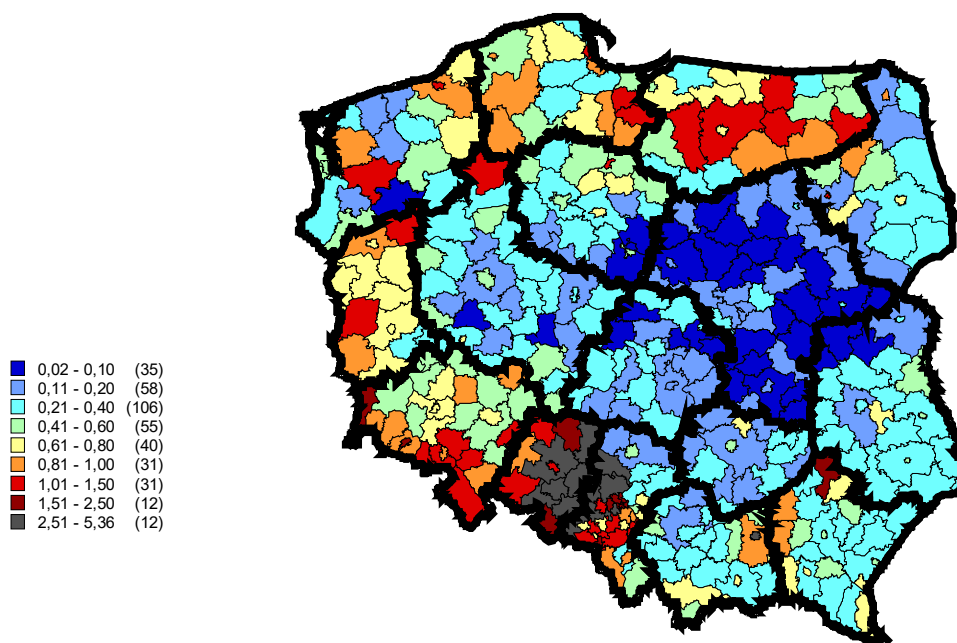 0,02 - 0,10 (35)
0,11 - 0,20 (58)
0,21 - 0,40 (106)
0,41 - 0,60 (55)
0,61 - 0,80 (40)
0,81 - 1,00 (31)
1,01 - 1,50 (31)
1,51 - 2,50 (12)
2,51 - 5,36 (12)